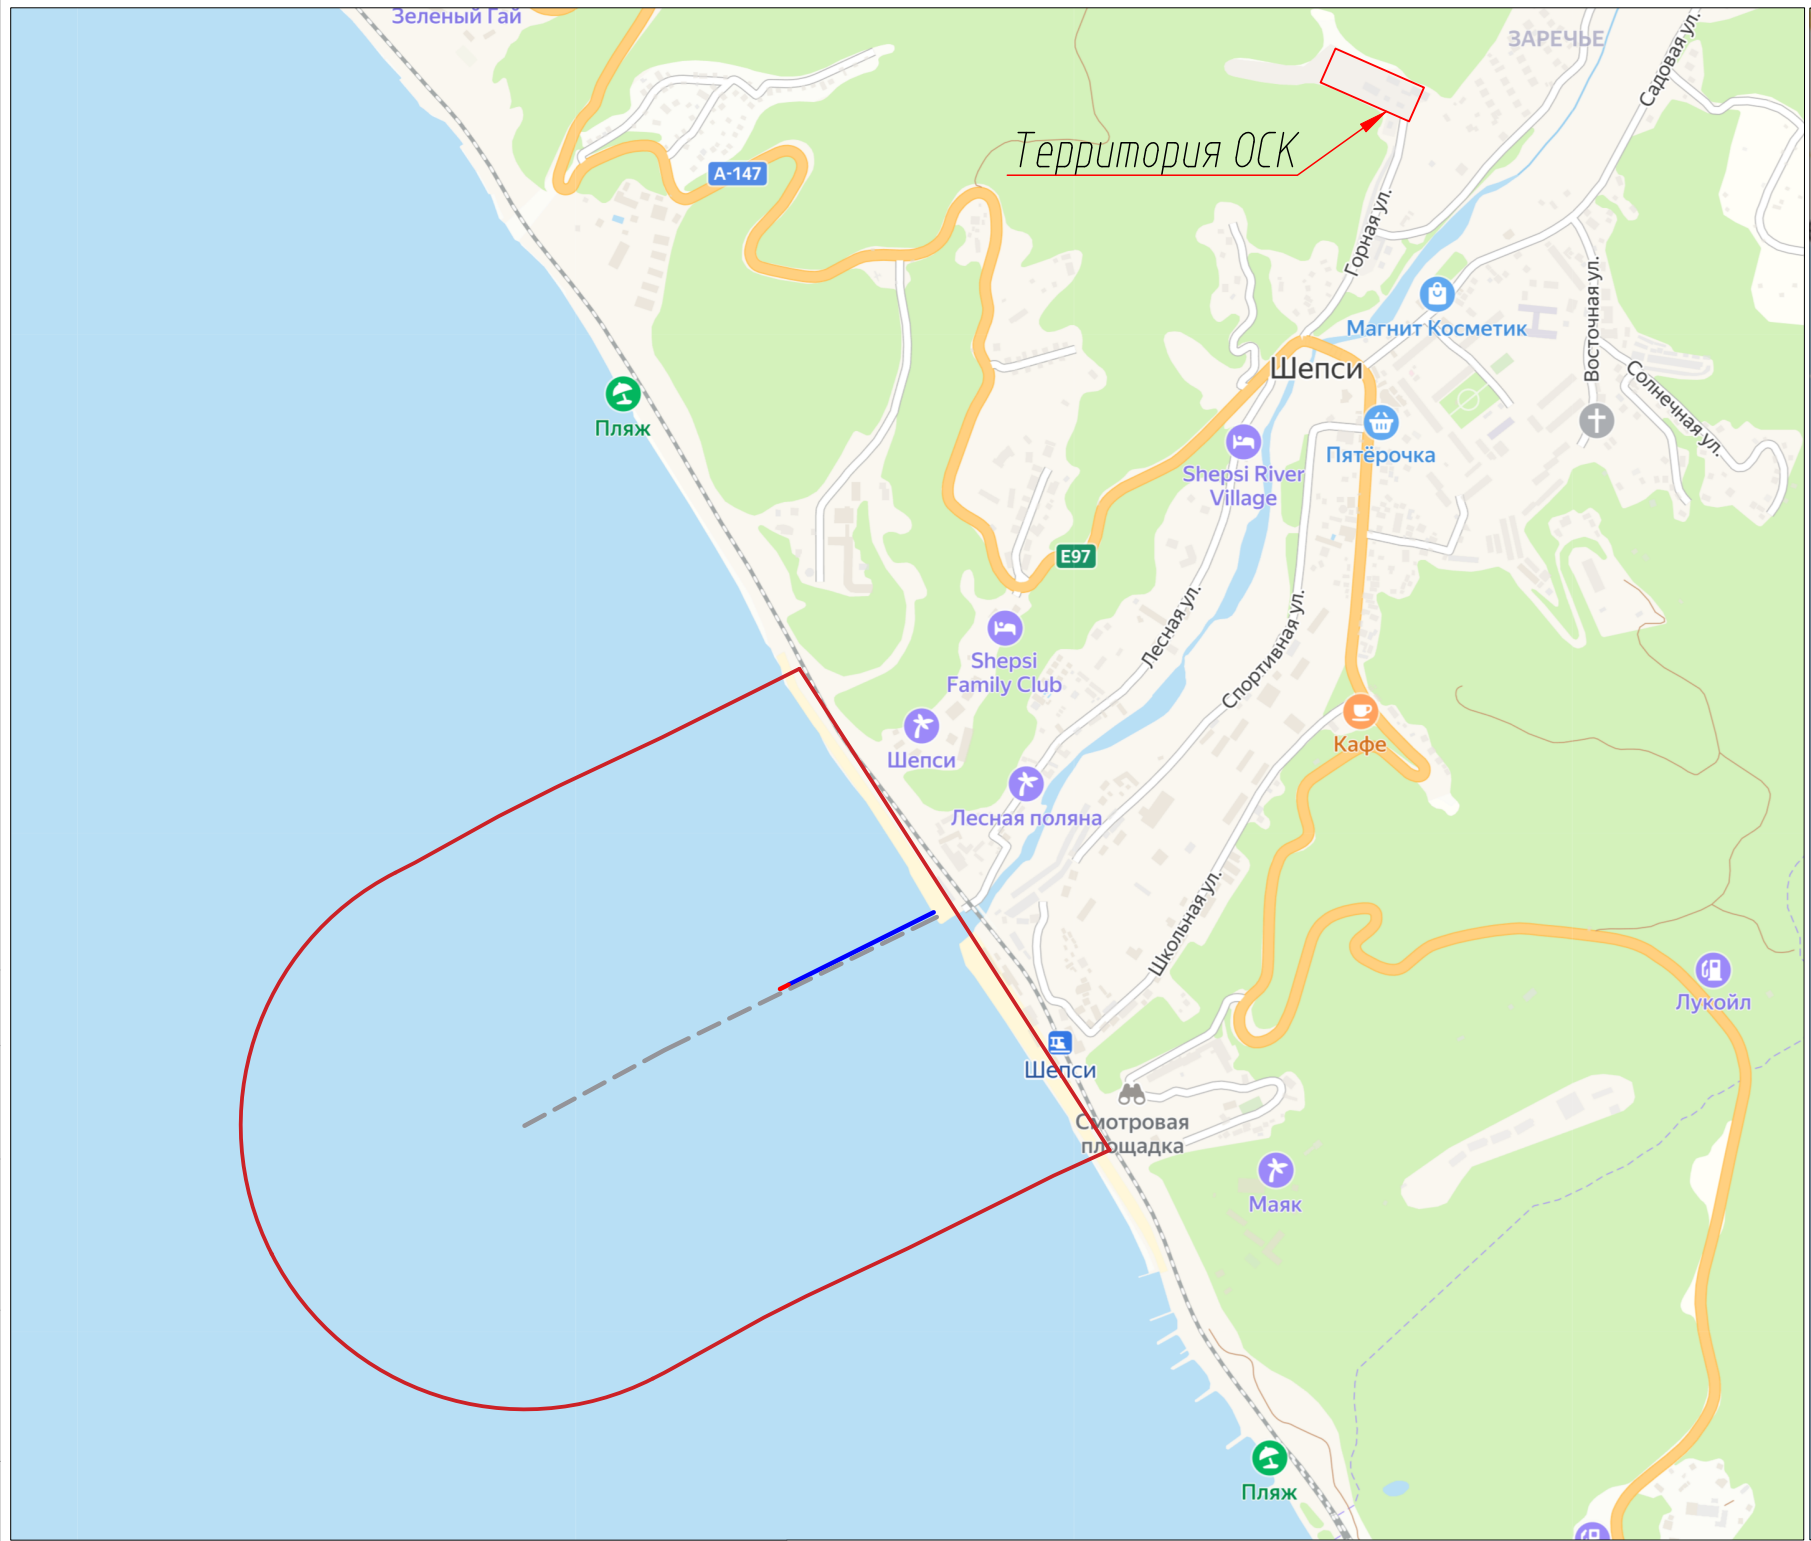 Зеленый Гай
ЗАРЕЧЬЕ
Садовая ул.
Территория ОСК
А-147
Горная ул.
Магнит Косметик
Восточная ул.
Шепси
Солнечная ул.
Пляж
Пятёрочка
Shepsi River
Village
E97
Лесная ул.
Спортивная ул.
Shepsi
Family Club
Кафе
Шепси
Лесная поляна
Школьная ул.
Лукойл
Шепси
Смотровая
площадка
Маяк
Пляж